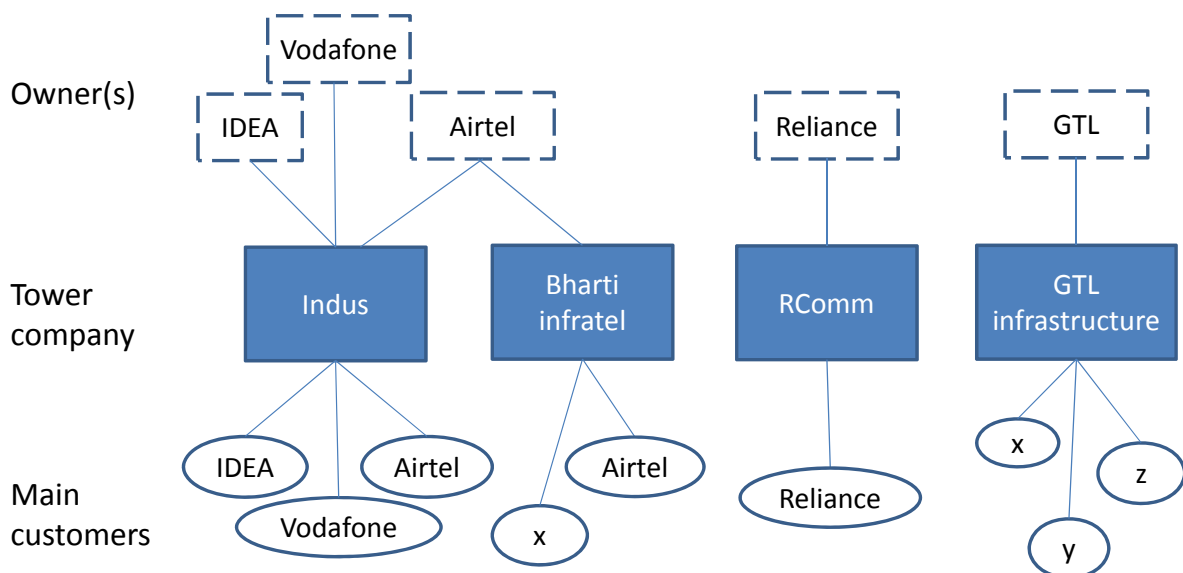 Owner(s)
Vodafone
IDEA
Airtel
Reliance
GTL
Tower
company
Indus
Bharti
infratel
RComm
GTL
infrastructure
Main
customers
IDEA
Airtel
Vodafone
Airtel
x
Reliance
x
z
y